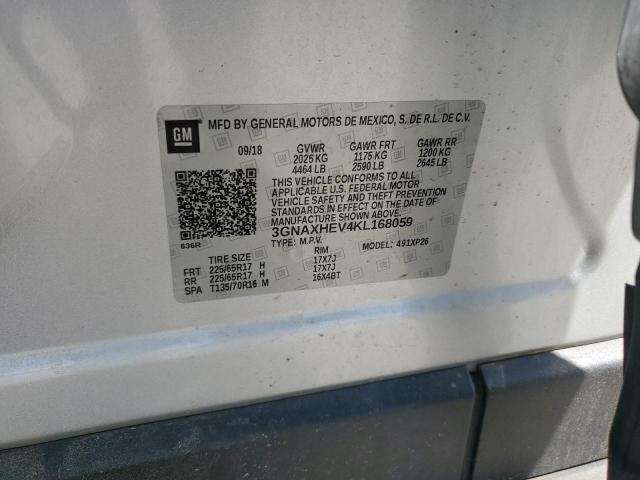 GM
MFD BY GENERAL MOTORS DE MEXICO, S. DE R.L. DE C.V.
09/18 GVWR GAWR FRT GAWR RR
2025 KG 1175 KG 1200 KG
4464 LB 2590 LB 2645 LB
THIS VEHICLE CONFORMS TO ALL
APPLICABLE U.S. FEDERAL MOTOR
VEHICLE SAFETY AND THEFT PREVENTION
STANDARDS IN EFFECT ON THE DATE OF
MANUFACTURE SHOWN ABOVE.
3GNAXHEV4KL168059
636R
TYPE: M.P.V. MODEL: 491XP26
TIRE SIZE RIM
FRT 225/65R17 H 17X7J
RR 225/65R17 H 17X7J
SPA T135/70R16 M 16X4BT